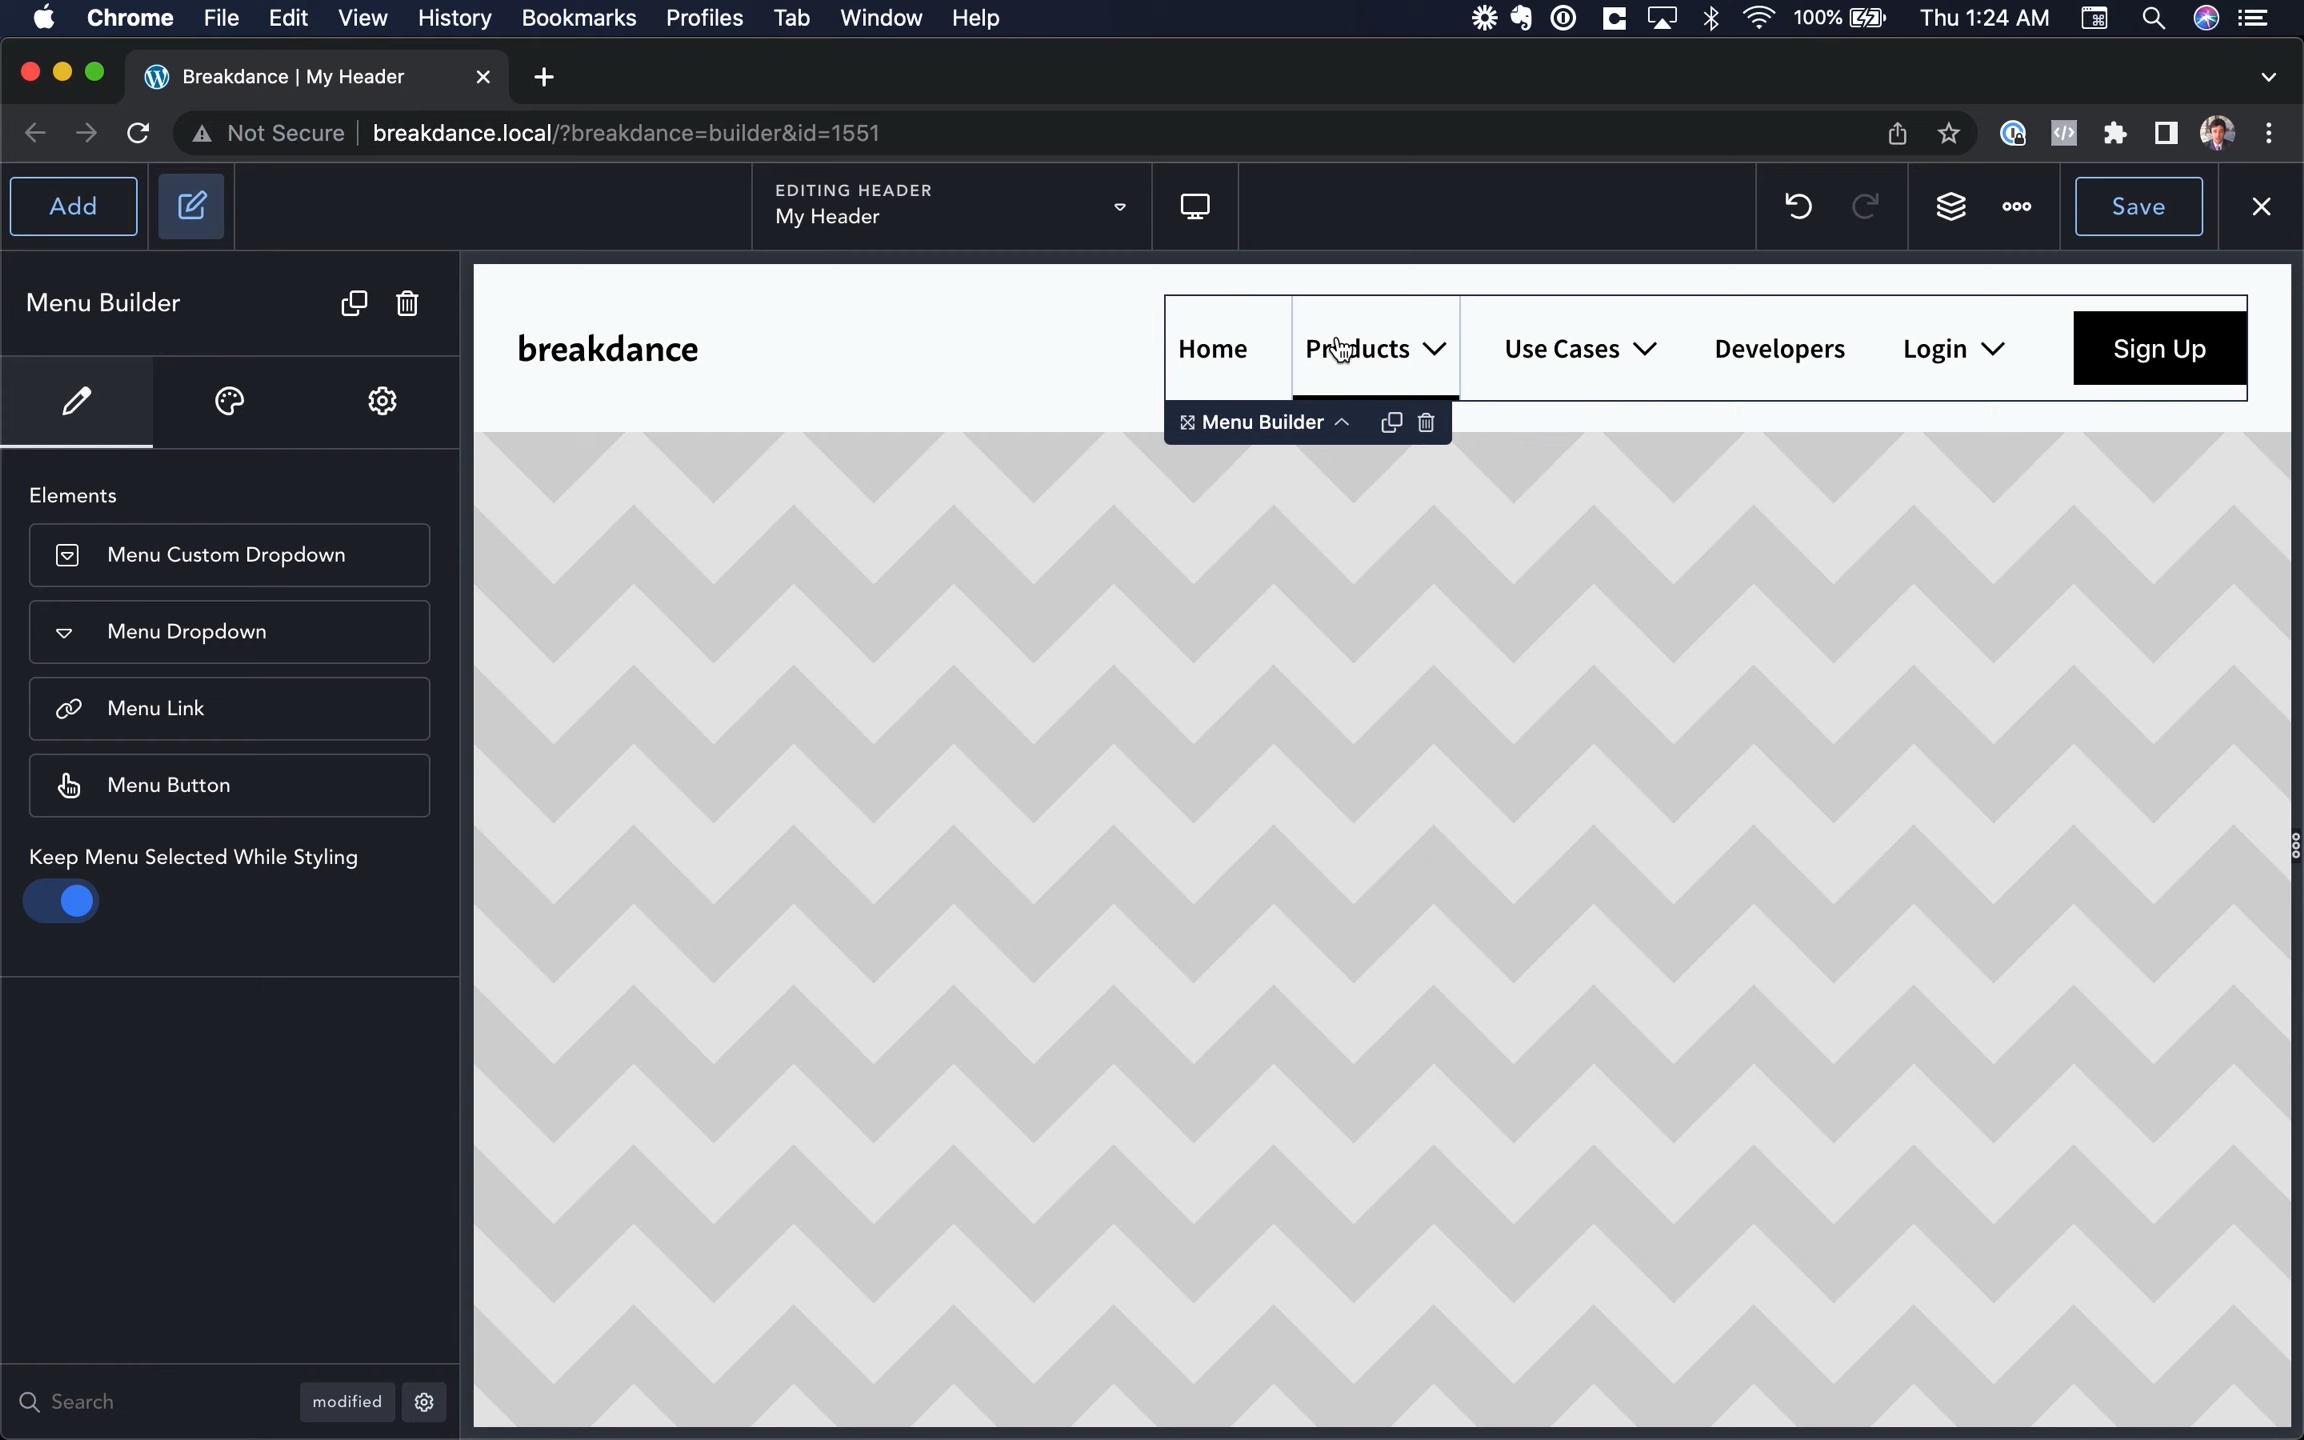 Chrome File Edit View History Bookmarks Profiles Tab Window Help 100% Thu 1:24 AM
Breakdance | My Header
Not Secure breakdance.local/?breakdance=builder&id=1551
Add
EDITING HEADER
My Header
Save
Menu Builder
breakdance
Home Products Use Cases Developers Login Sign Up
Menu Builder
Elements
Menu Custom Dropdown
Menu Dropdown
Menu Link
Menu Button
Keep Menu Selected While Styling
Search modified